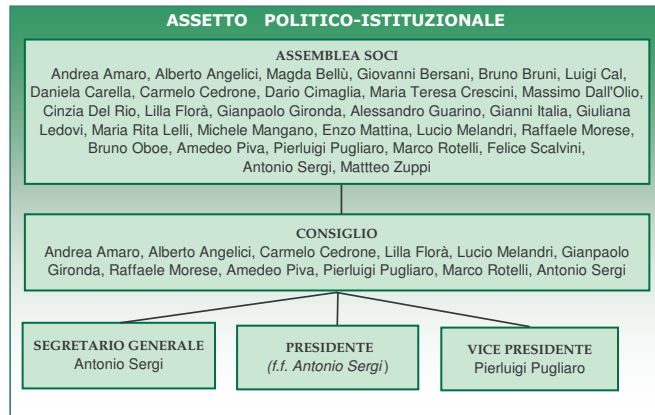 ASSETTO POLITICO-ISTITUZIONALE
ASSEMBLEA SOCI
Andrea Amaro, Alberto Angelici, Magda Bellù, Giovanni Bersani, Bruno Bruni, Luigi Cal,
Daniela Carella, Carmelo Cedrone, Dario Cimaglia, Maria Teresa Crescini, Massimo Dall'Olio,
Cinzia Del Rio, Lilla Florà, Gianpaolo Gironda, Alessandro Guarino, Gianni Italia, Giuliana
Ledovi, Maria Rita Lelli, Michele Mangano, Enzo Mattina, Lucio Melandri, Raffaele Morese,
Bruno Oboe, Amedeo Piva, Pierluigi Pugliaro, Marco Rotelli, Felice Scalvini,
Antonio Sergi, Mattteo Zuppi
CONSIGLIO
Andrea Amaro, Alberto Angelici, Carmelo Cedrone, Lilla Florà, Lucio Melandri, Gianpaolo
Gironda, Raffaele Morese, Amedeo Piva, Pierluigi Pugliaro, Marco Rotelli, Antonio Sergi
SEGRETARIO GENERALE
Antonio Sergi
PRESIDENTE
(f.f. Antonio Sergi)
VICE PRESIDENTE
Pierluigi Pugliaro